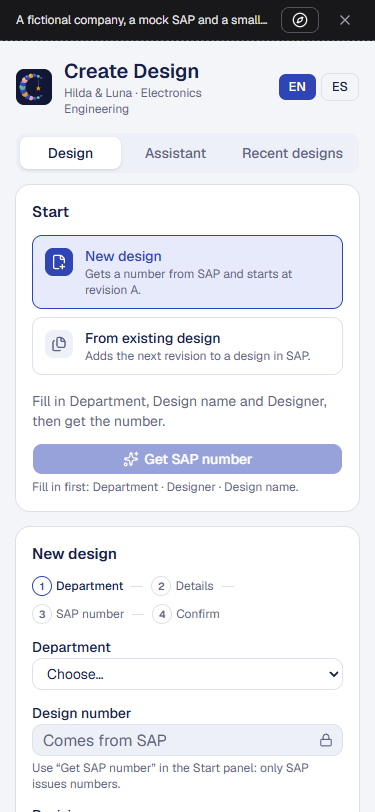 A fictional company, a mock SAP and a small...
Create Design
Hilda & Luna · Electronics
Engineering
EN
ES
Design
Assistant
Recent designs
Start
New design
Gets a number from SAP and starts at
revision A.
From existing design
Adds the next revision to a design in SAP.
Fill in Department, Design name and Designer,
then get the number.
Get SAP number
Fill in first: Department · Designer · Design name.
New design
1 Department
2 Details
3 SAP number
4 Confirm
Department
Choose...
Design number
Comes from SAP
Use “Get SAP number” in the Start panel: only SAP
issues numbers.